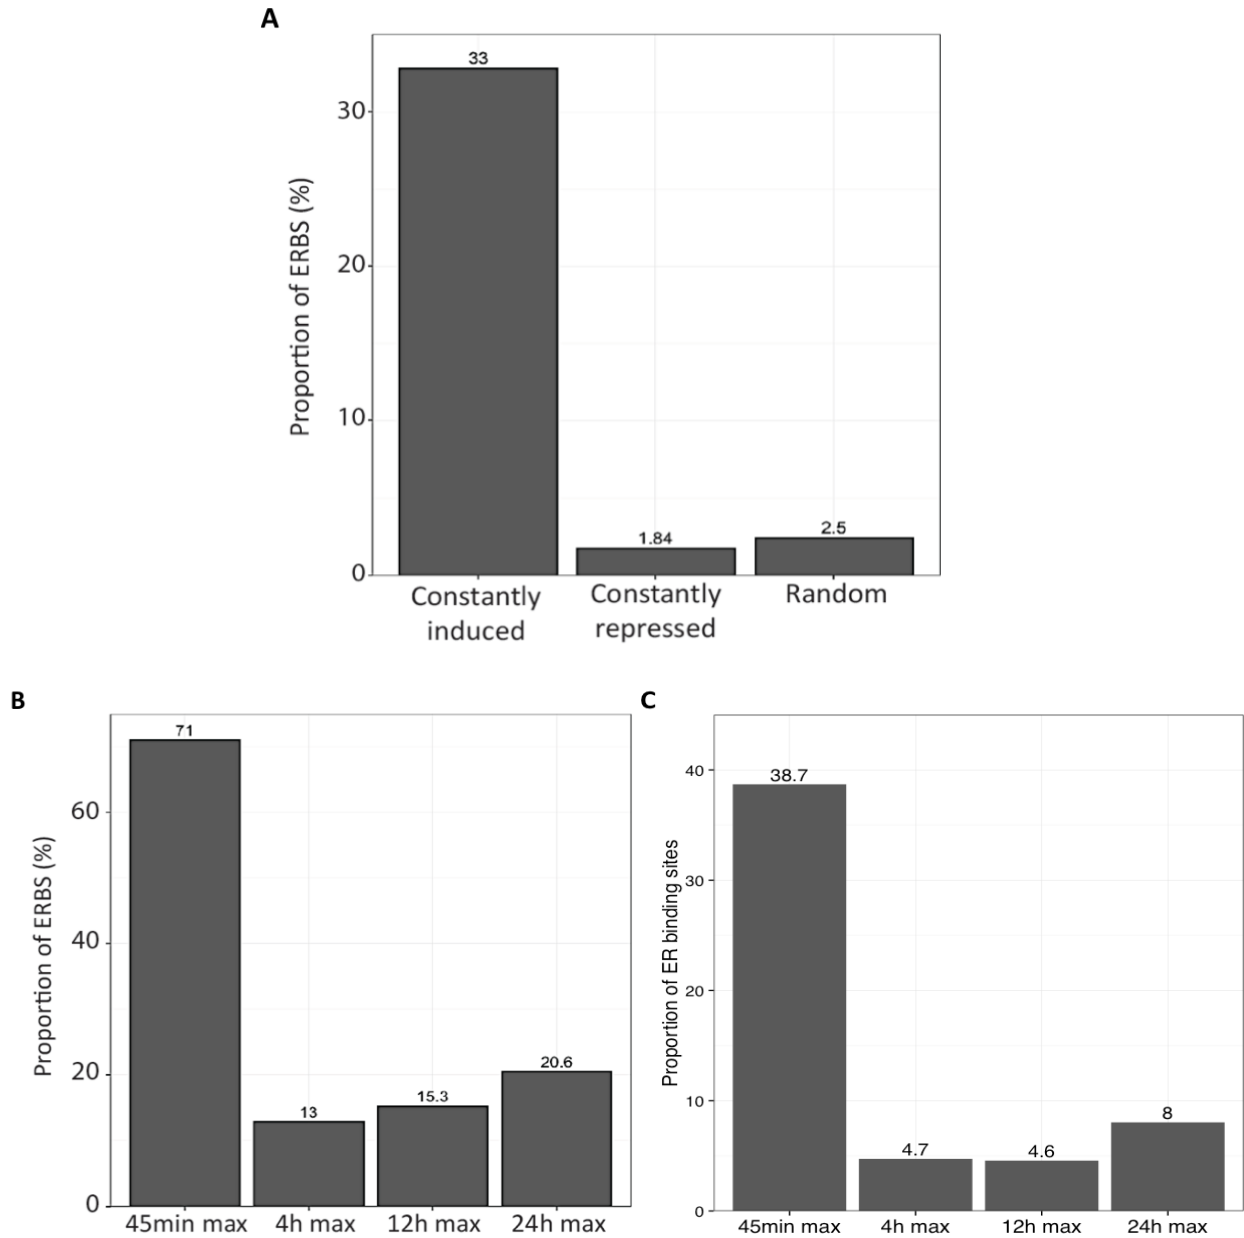 A
Proportion of ERBS (%)
30
20
10
0
33
1.84
2.5
Constantly induced
Constantly repressed
Random
B
Proportion of ERBS (%)
60
40
20
0
71
13
15.3
20.6
45min max
4h max
12h max
24h max
C
Proportion of ER binding sites
40
30
20
10
0
38.7
4.7
4.6
8
45min max
4h max
12h max
24h max